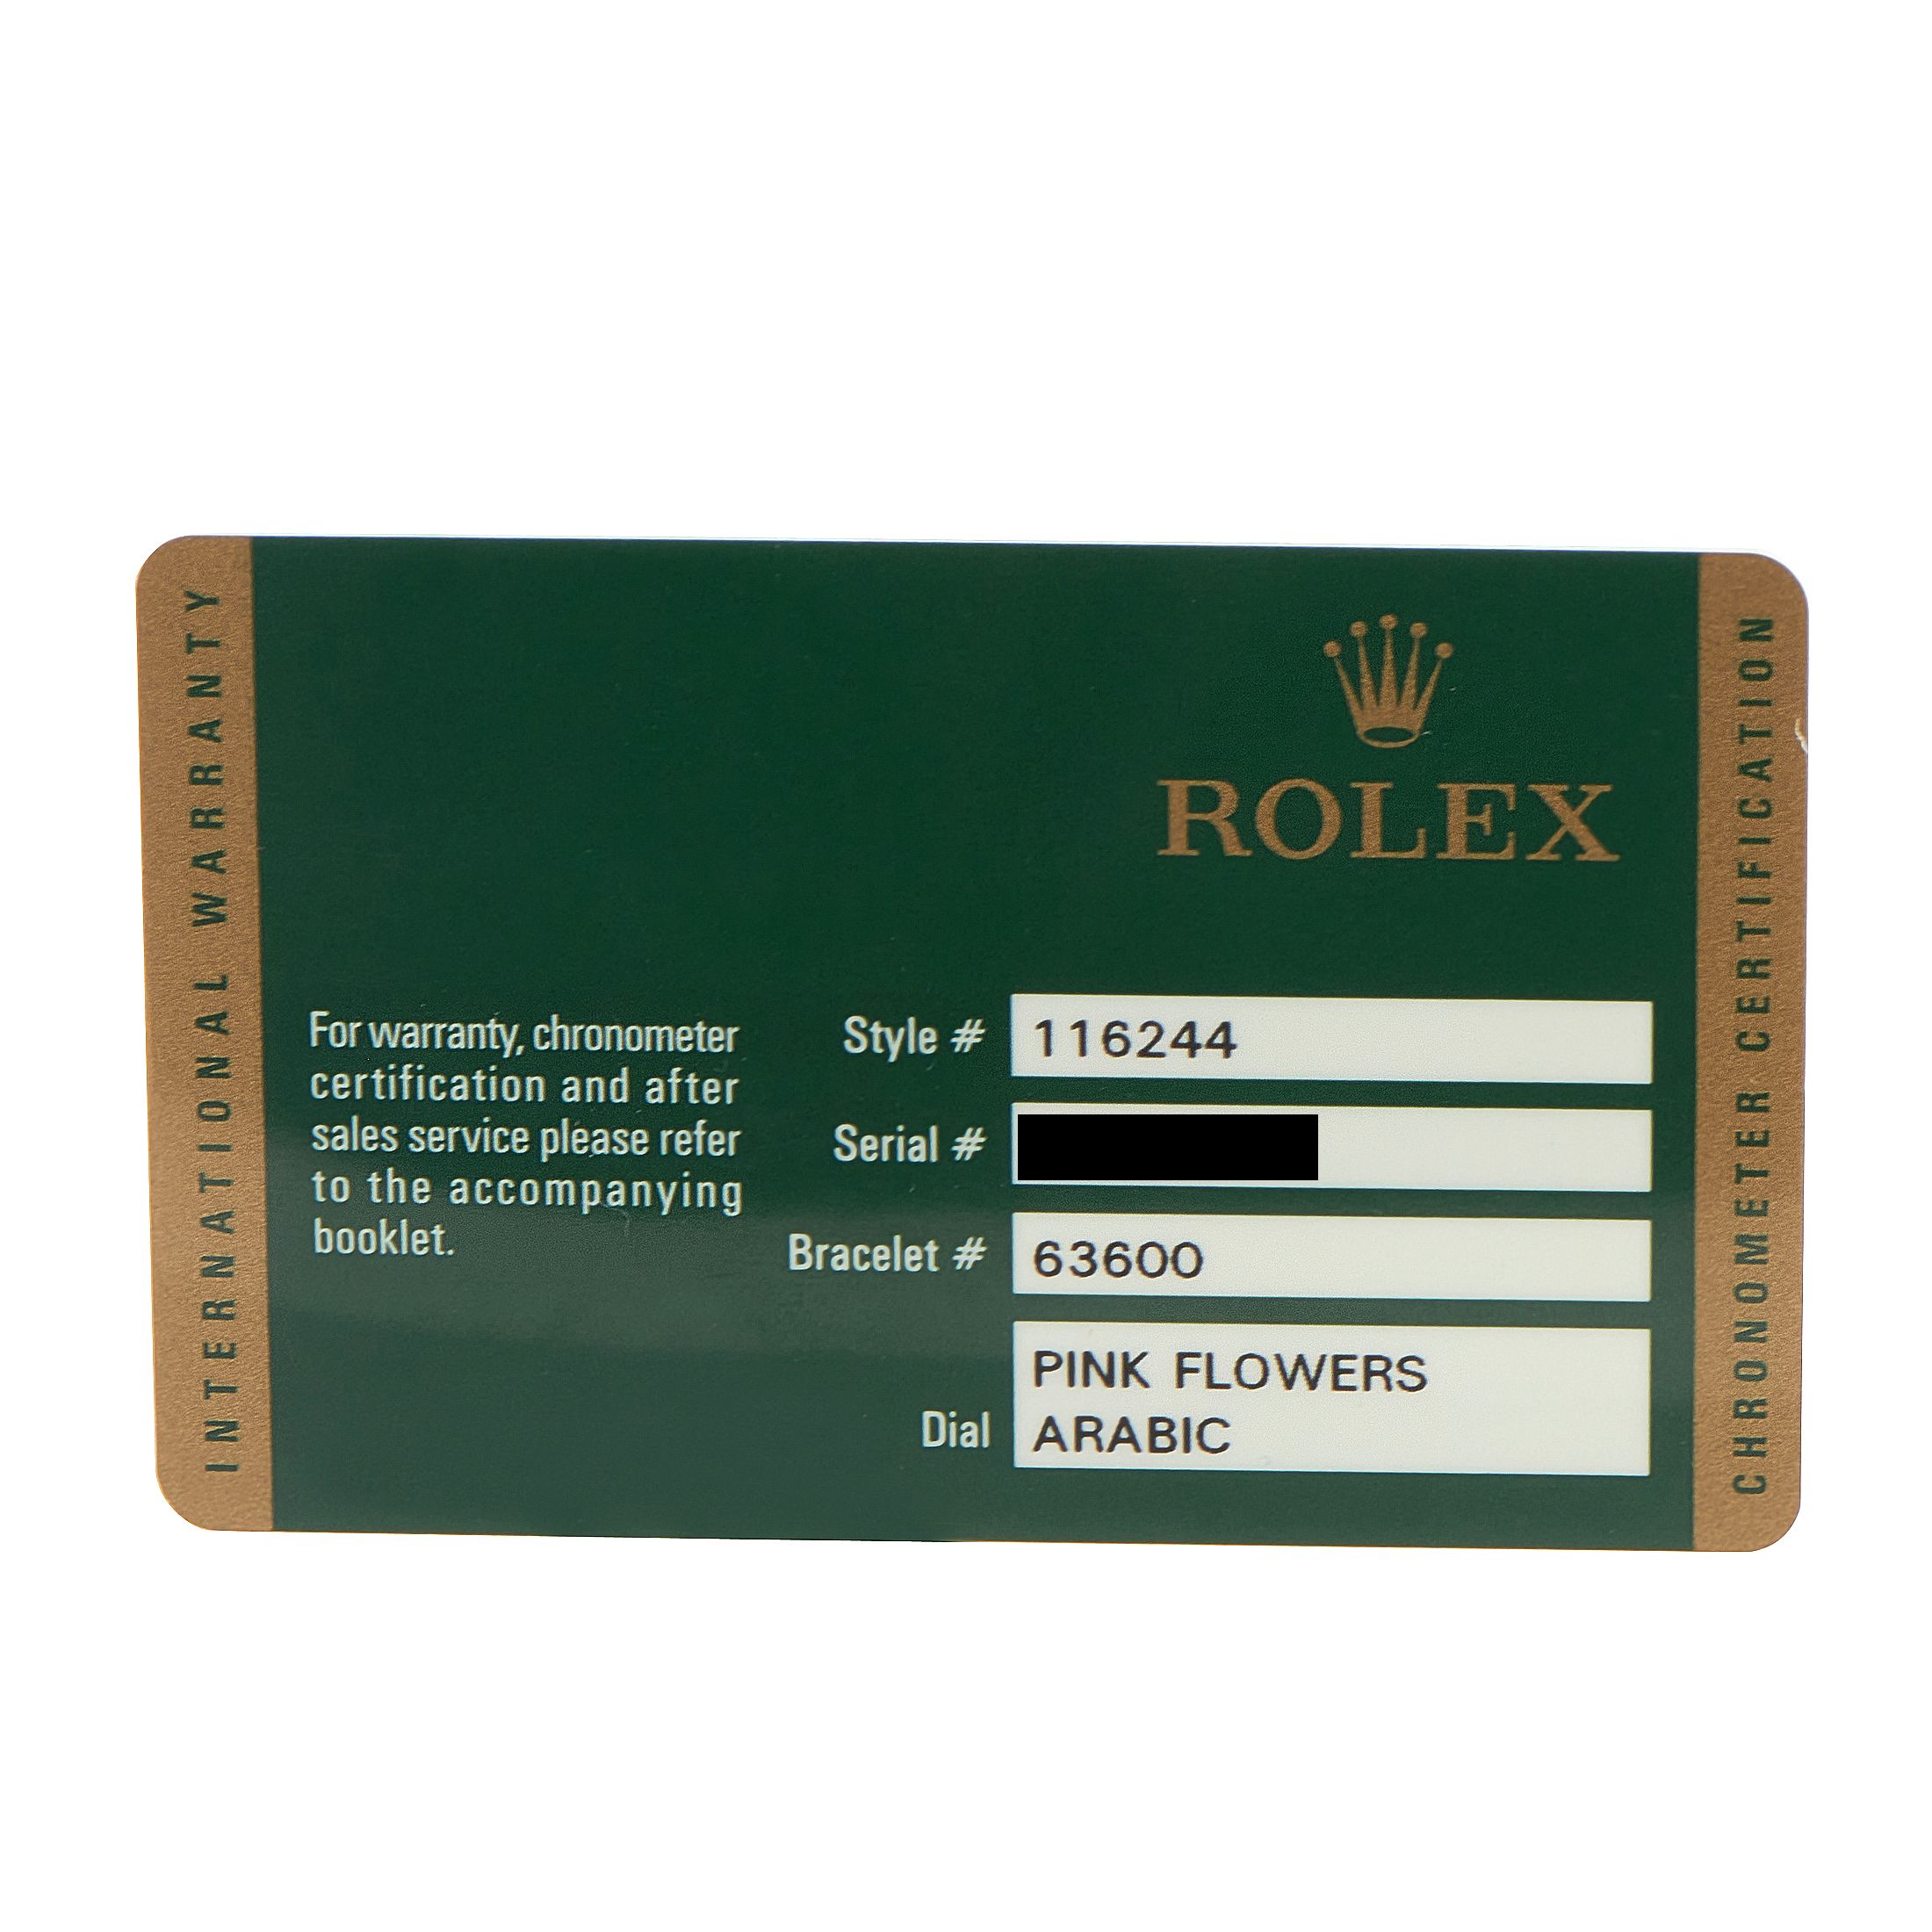 INTERNATIONAL WARRANTY
ROLEX
For warranty, chronometer
certification and after
sales service please refer
to the accompanying
booklet.
Style # 116244
Serial #
Bracelet # 63600
Dial PINK FLOWERS
ARABIC
CHRONOMETER CERTIFICATION